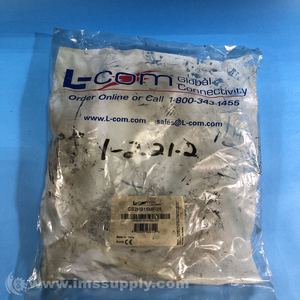 L-com Global Connectivity
Order Online or Call 1-800-343-1455
www.L-com.com sales@L-com.com
1-221-2
L-com
www.imssupply.com